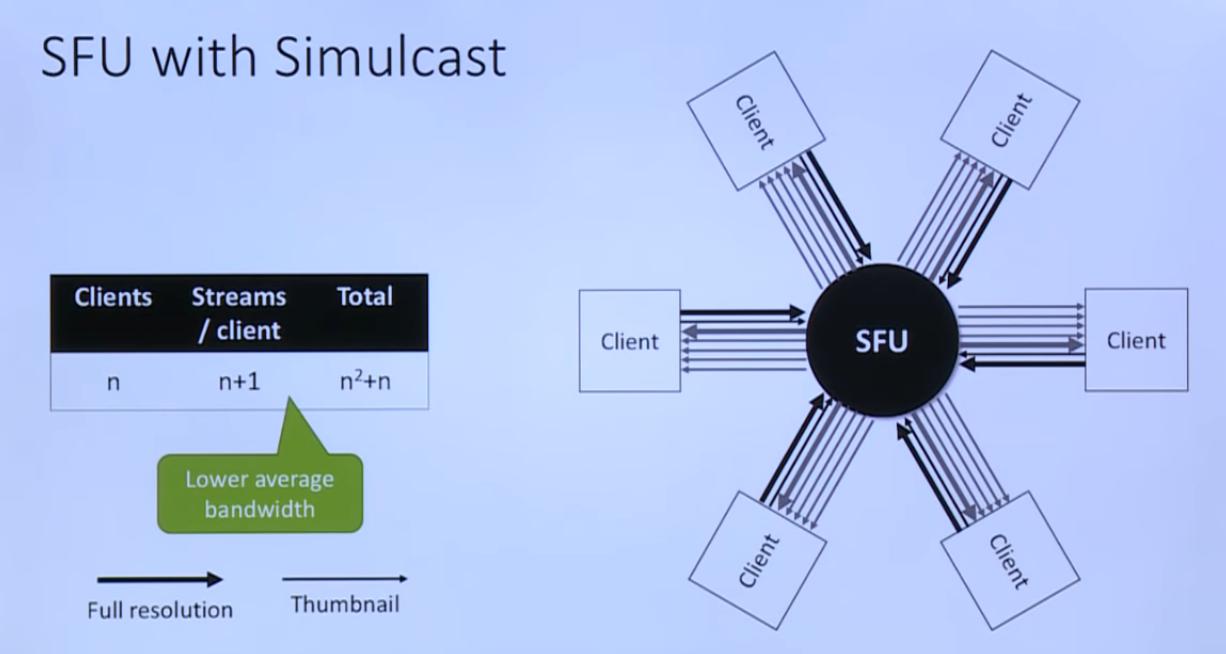 SFU with Simulcast
Clients Streams / client Total
n n+1 n²+n
Lower average
bandwidth
Full resolution
Thumbnail
Client
Client
Client
SFU
Client
Client
Client